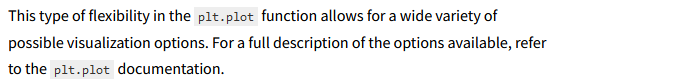 This type of flexibility in the plt.plot function allows for a wide variety of
possible visualization options. For a full description of the options available, refer
to the plt.plot documentation.